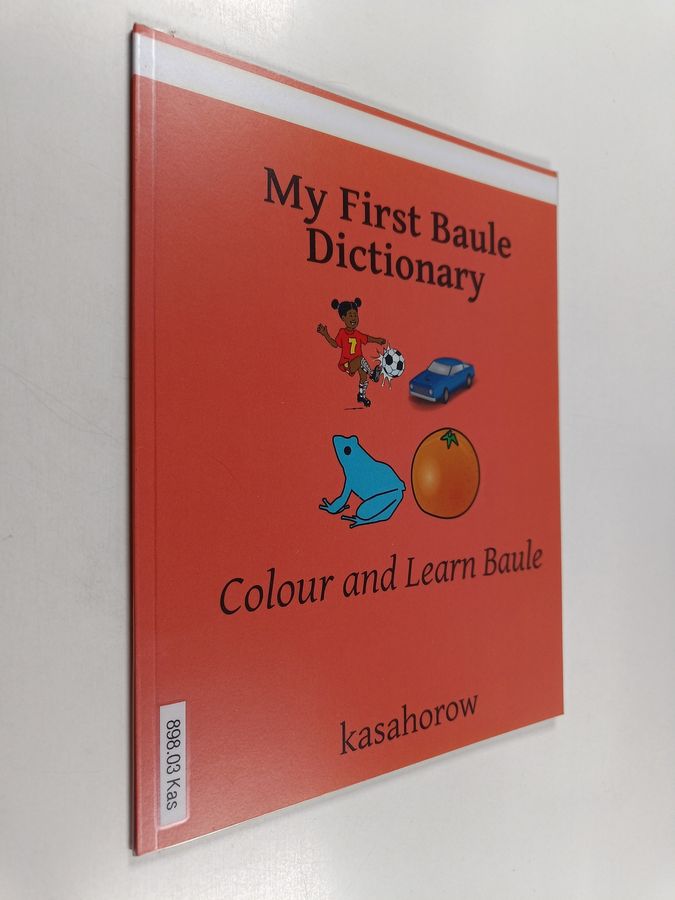 My First Baule
Dictionary
7
Colour and Learn Baule
kasahorow
898.03 Kas